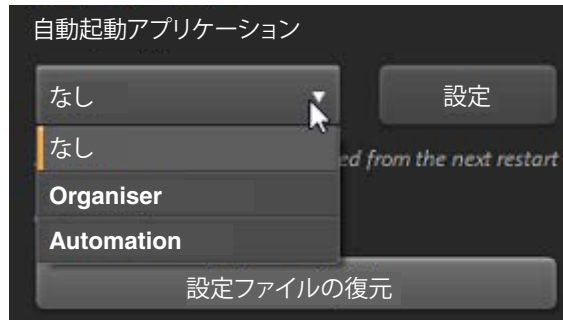 自動起動アプリケーション
なし
設定
なし
ed from the next restart
Organiser
Automation
設定ファイルの復元